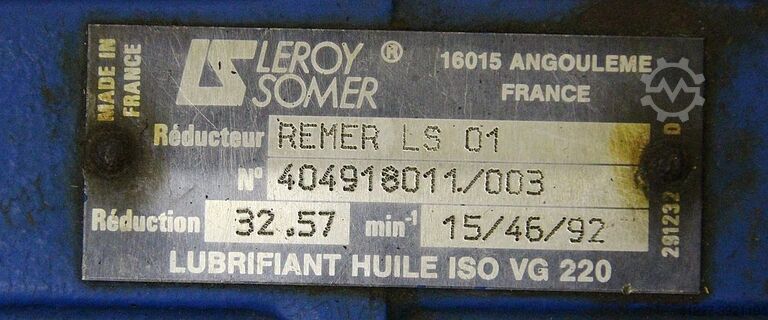 MADE IN
FRANCE
LEROY ®
SOMER
16015 ANGOULEME
FRANCE
Réducteur REMER LS 01
N° 404918011/003
Réduction 32.57 min-1 15/46/92
LUBRIFIANT HUILE ISO VG 220